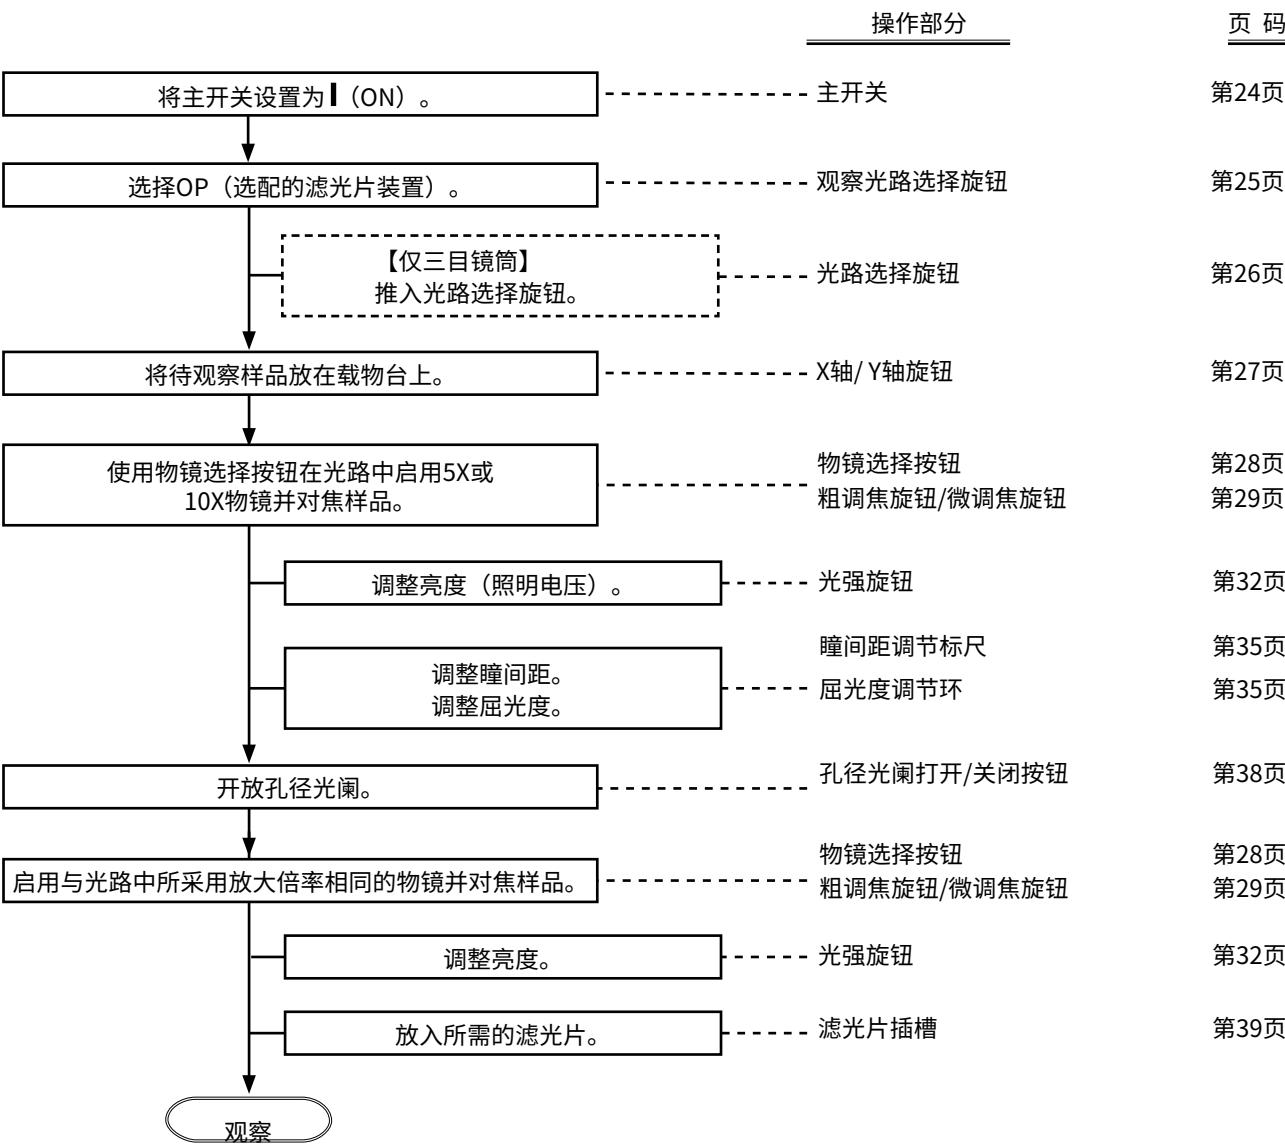 操作部分 页 码
将主开关设置为 I（ON）。 主开关 第24页
选择OP（选配的滤光片装置）。 观察光路选择旋钮 第25页
【仅三目镜筒】
推入光路选择旋钮。 光路选择旋钮 第26页
将待观察样品放在载物台上。 X轴/ Y轴旋钮 第27页
使用物镜选择按钮在光路中启用5X或 物镜选择按钮 第28页
10X物镜并对焦样品。 粗调焦旋钮/微调焦旋钮 第29页
调整亮度（照明电压）。 光强旋钮 第32页
瞳间距调节标尺 第35页
调整瞳间距。
调整屈光度。 屈光度调节环 第35页
开放孔径光阑。 孔径光阑打开/关闭按钮 第38页
物镜选择按钮 第28页
启用与光路中所采用放大倍率相同的物镜并对焦样品。 粗调焦旋钮/微调焦旋钮 第29页
调整亮度。 光强旋钮 第32页
放入所需的滤光片。 滤光片插槽 第39页
观察